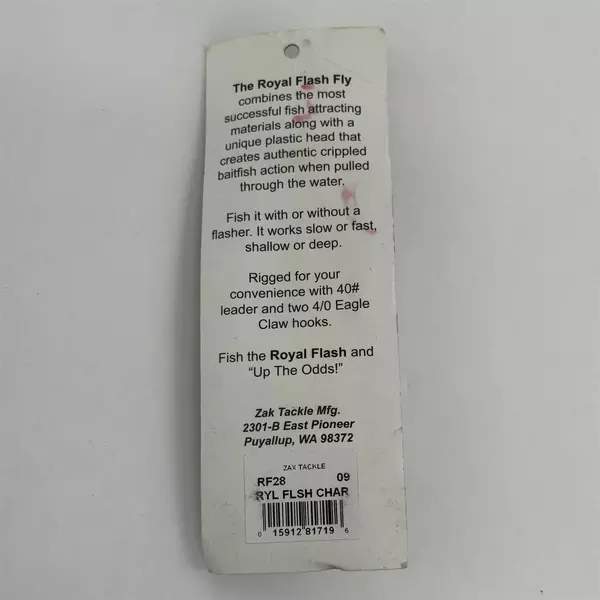 The Royal Flash Fly
combines the most
successful fish attracting
materials along with a
unique plastic head that
creates authentic crippled
baitfish action when pulled
through the water.
Fish it with or without a
flasher. It works slow or fast,
shallow or deep.
Rigged for your
convenience with 40#
leader and two 4/0 Eagle
Claw hooks.
Fish the Royal Flash and
“Up The Odds!”
Zak Tackle Mfg.
2301-B East Pioneer
Puyallup, WA 98372
ZAX TACKLE
RF28 09
RYL FLSH CHAR
0 15912 81719 6